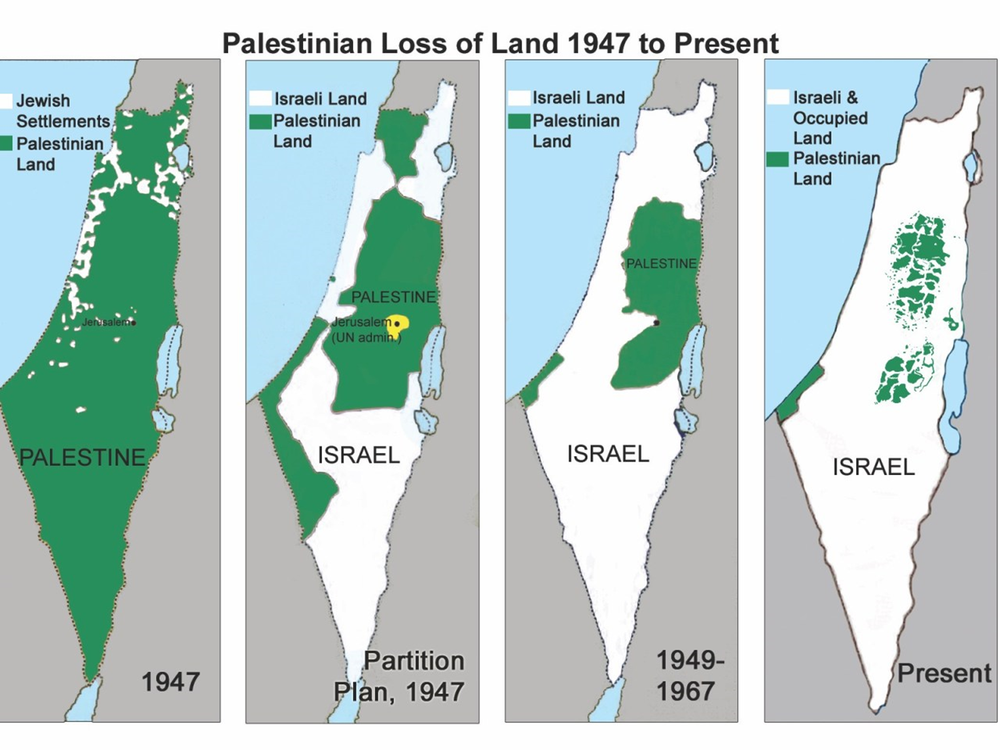 Palestinian Loss of Land 1947 to Present
Jewish
Settlements
Palestinian
Land
Jerusalem
PALESTINE
1947
Israeli Land
Palestinian
Land
PALESTINE
Jerusalem
(UN admin.)
ISRAEL
Partition
Plan, 1947
Israeli Land
Palestinian
Land
PALESTINE
ISRAEL
1949-
1967
Israeli &
Occupied
Land
Palestinian
Land
ISRAEL
Present